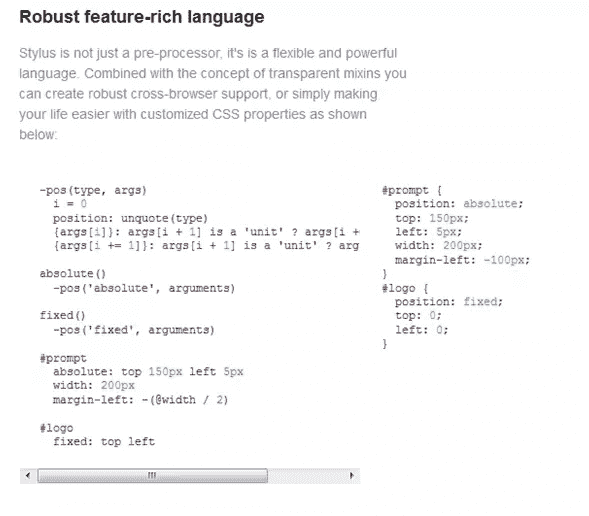 Robust feature-rich language
Stylus is not just a pre-processor, it's is a flexible and powerful
language. Combined with the concept of transparent mixins you
can create robust cross-browser support, or simply making
your life easier with customized CSS properties as shown
below:
-pos(type, args)
  i = 0
  position: unquote(type)
  {args[i]}: args[i + 1] is a 'unit' ? args[i +
  {args[i += 1]}: args[i + 1] is a 'unit' ? arg
absolute()
  -pos('absolute', arguments)
fixed()
  -pos('fixed', arguments)
#prompt
  absolute: top 150px left 5px
  width: 200px
  margin-left: -(@width / 2)
#logo
  fixed: top left
#prompt {
  position: absolute;
  top: 150px;
  left: 5px;
  width: 200px;
  margin-left: -100px;
}
#logo {
  position: fixed;
  top: 0;
  left: 0;
}